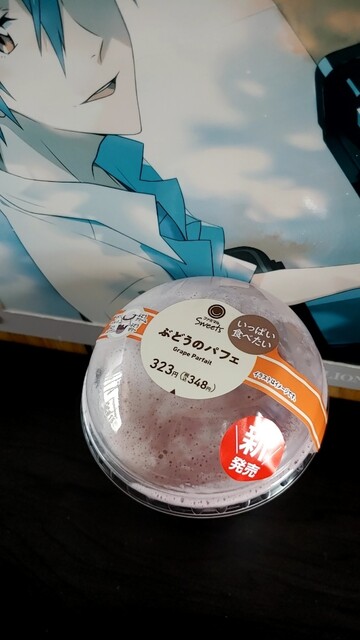 Sweets
いっぱい
食べたい
ぶどうのパフェ
Grape Parfait
323円(税込348円)
新
発売